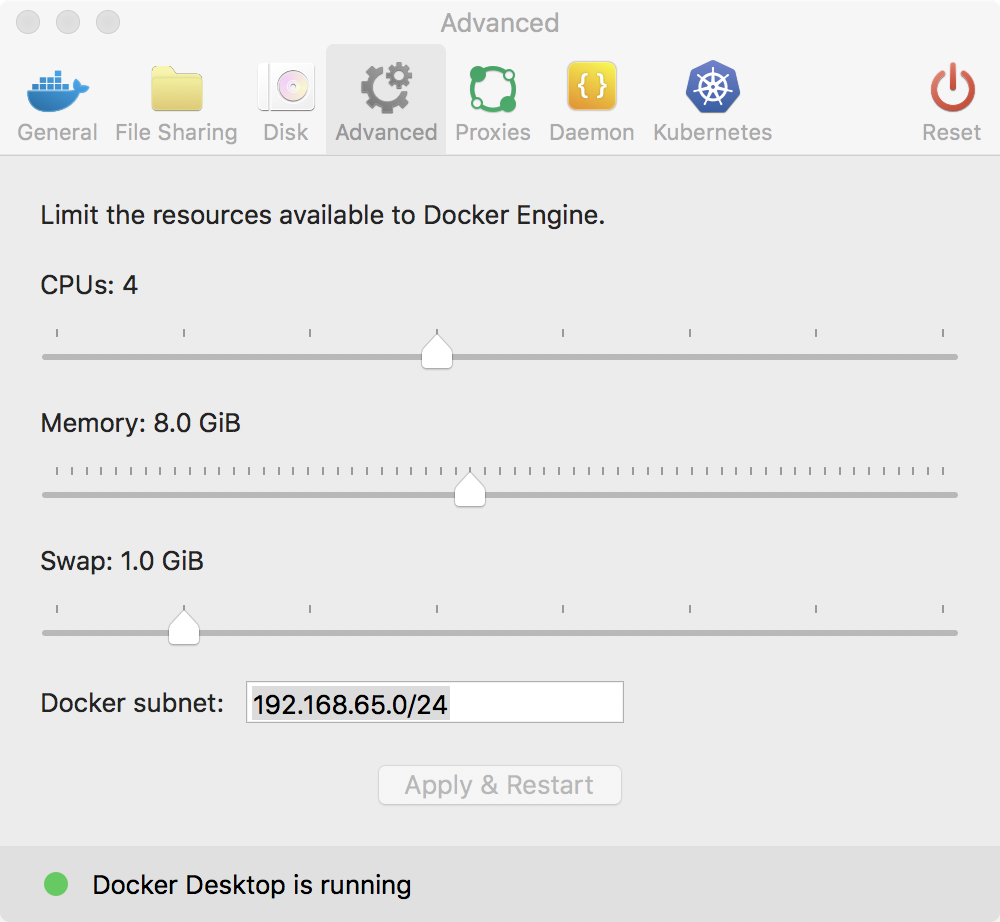 Advanced
General File Sharing Disk Advanced Proxies Daemon Kubernetes Reset
Limit the resources available to Docker Engine.
CPUs: 4
Memory: 8.0 GiB
Swap: 1.0 GiB
Docker subnet: 192.168.65.0/24
Apply & Restart
Docker Desktop is running